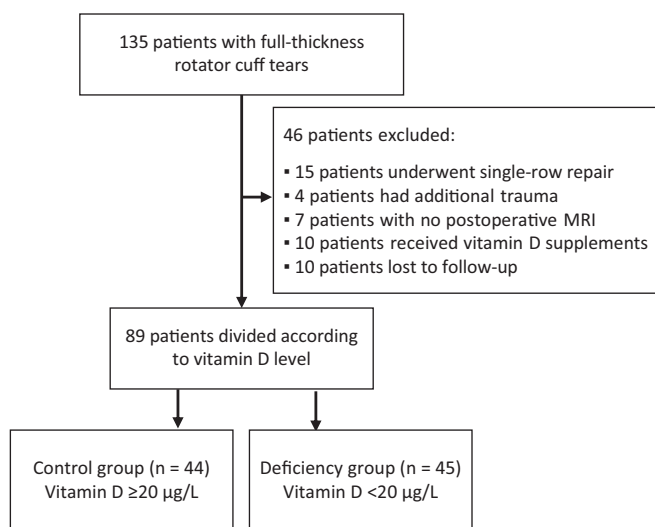 135 patients with full-thickness
rotator cuff tears
46 patients excluded:
▪ 15 patients underwent single-row repair
▪ 4 patients had additional trauma
▪ 7 patients with no postoperative MRI
▪ 10 patients received vitamin D supplements
▪ 10 patients lost to follow-up
89 patients divided according
to vitamin D level
Control group (n = 44)
Vitamin D ≥20 µg/L
Deficiency group (n = 45)
Vitamin D <20 µg/L